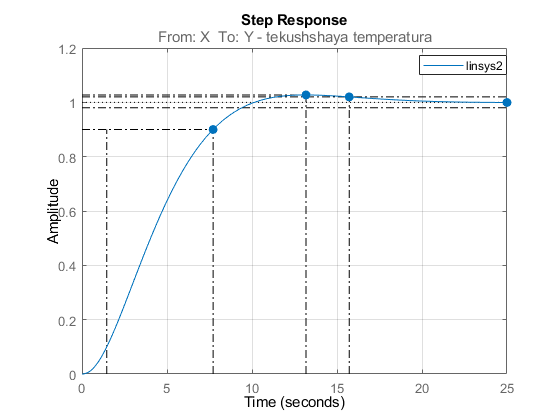 Step Response
From: X To: Y - tekushshaya temperatura
linsys2
Amplitude
1.2
1
0.8
0.6
0.4
0.2
0
0 5 10 15 20 25
Time (seconds)